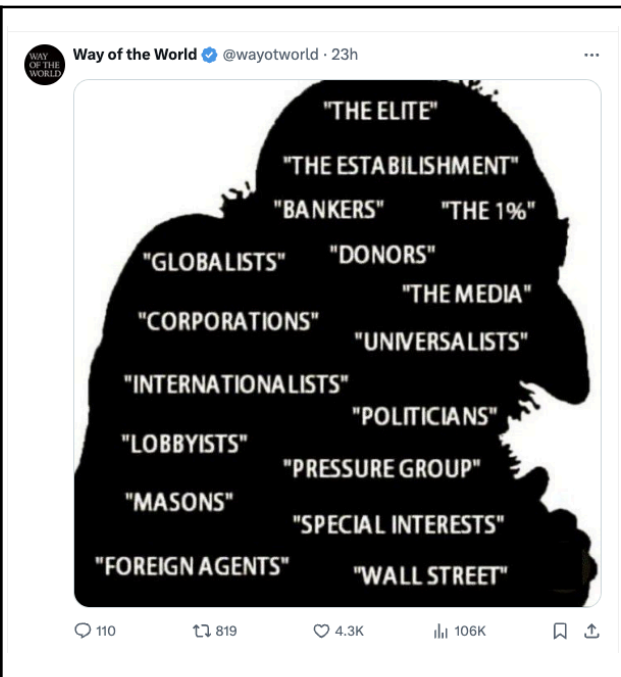 WAY
OF THE
WORLD
Way of the World @wayotworld · 23h
"THE ELITE"
"THE ESTABILISHMENT"
"BANKERS" "THE 1%"
"GLOBALISTS" "DONORS"
"THE MEDIA"
"CORPORATIONS"
"UNIVERSALISTS"
"INTERNATIONALISTS"
"POLITICIANS"
"LOBBYISTS"
"PRESSURE GROUP"
"MASONS"
"SPECIAL INTERESTS"
"FOREIGN AGENTS"
"WALL STREET"
110 819 4.3K 106K